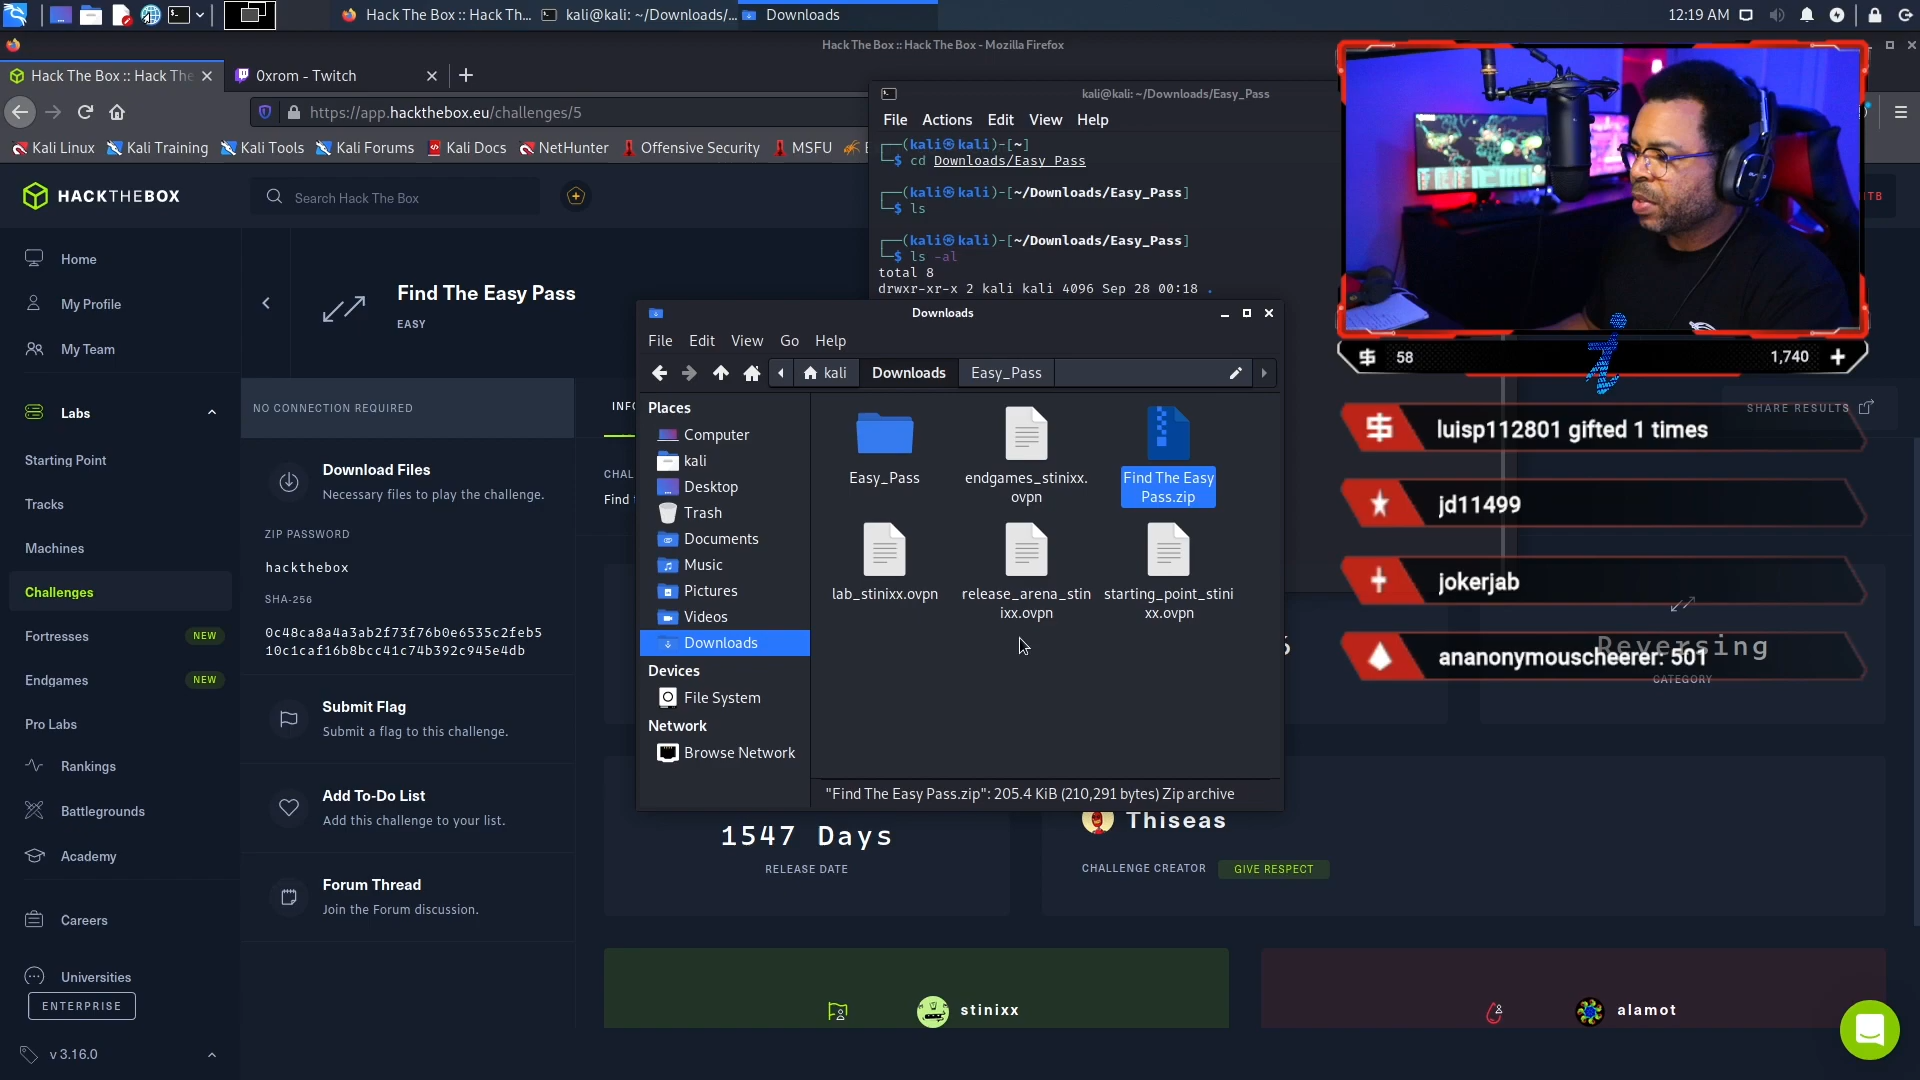 Hack The Box :: Hack Th...
kali@kali: ~/Downloads/...
Downloads
12:19 AM
Hack The Box :: Hack The Box - Mozilla Firefox
Hack The Box :: Hack The
0xrom - Twitch
https://app.hackthebox.eu/challenges/5
Kali Linux
Kali Training
Kali Tools
Kali Forums
Kali Docs
NetHunter
Offensive Security
MSFU
HACKTHEBOX
Search Hack The Box
Home
My Profile
My Team
Labs
Starting Point
Tracks
Machines
Challenges
Fortresses
NEW
Endgames
NEW
Pro Labs
Rankings
Battlegrounds
Academy
Careers
Universities
ENTERPRISE
v 3.16.0
Find The Easy Pass
EASY
NO CONNECTION REQUIRED
Download Files
Necessary files to play the challenge.
ZIP PASSWORD
hackthebox
SHA-256
0c48ca8a4a3ab2f73f76b0e6535c2feb5
10c1caf16b8bcc41c74b392c945e4db
Submit Flag
Submit a flag to this challenge.
Add To-Do List
Add this challenge to your list.
Forum Thread
Join the Forum discussion.
kali@kali: ~/Downloads/Easy_Pass
File Actions Edit View Help
(kali㉿kali)-[~]
$ cd Downloads/Easy_Pass
(kali㉿kali)-[~/Downloads/Easy_Pass]
$ ls
(kali㉿kali)-[~/Downloads/Easy_Pass]
$ ls -al
total 8
drwxr-xr-x 2 kali kali 4096 Sep 28 00:18 .
Downloads
File Edit View Go Help
kali
Downloads
Easy_Pass
Places
Computer
kali
Desktop
Trash
Documents
Music
Pictures
Videos
Downloads
Devices
File System
Network
Browse Network
Easy_Pass
endgames_stinixx.
ovpn
Find The Easy
Pass.zip
lab_stinixx.ovpn
release_arena_stin
ixx.ovpn
starting_point_stini
xx.ovpn
"Find The Easy Pass.zip": 205.4 KiB (210,291 bytes) Zip archive
58
1,740
SHARE RESULTS
luisp112801 gifted 1 times
jd11499
jokerjab
ananonymouscheerer: 501
Reversing
CATEGORY
1547 Days
RELEASE DATE
Thiseas
CHALLENGE CREATOR
GIVE RESPECT
stinixx
alamot